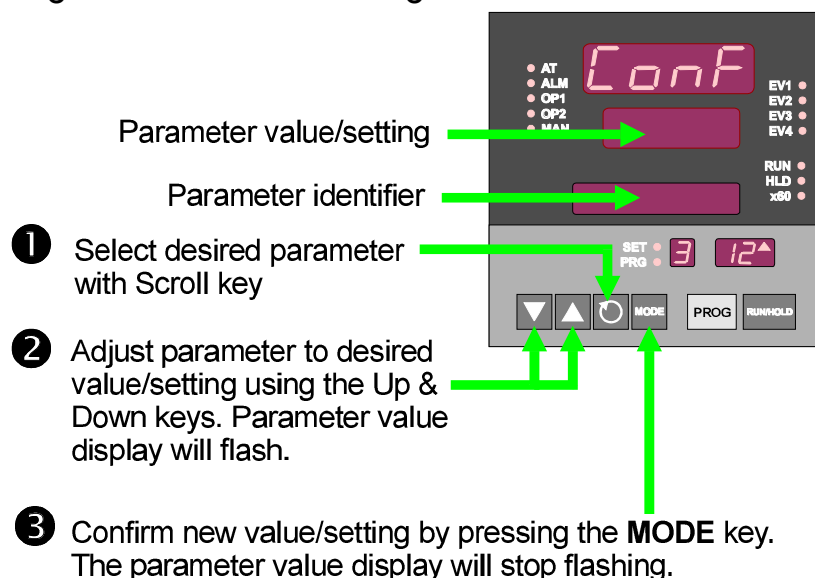 AT
ALM
OP1
OP2
MAN
ConF
EV1
EV2
EV3
EV4
Parameter value/setting
RUN
HLD
x60
Parameter identifier
❶ Select desired parameter
with Scroll key
SET
PRG
3
12
MODE
PROG
RUN/HOLD
❷ Adjust parameter to desired
value/setting using the Up &
Down keys. Parameter value
display will flash.
❸ Confirm new value/setting by pressing the MODE key.
The parameter value display will stop flashing.